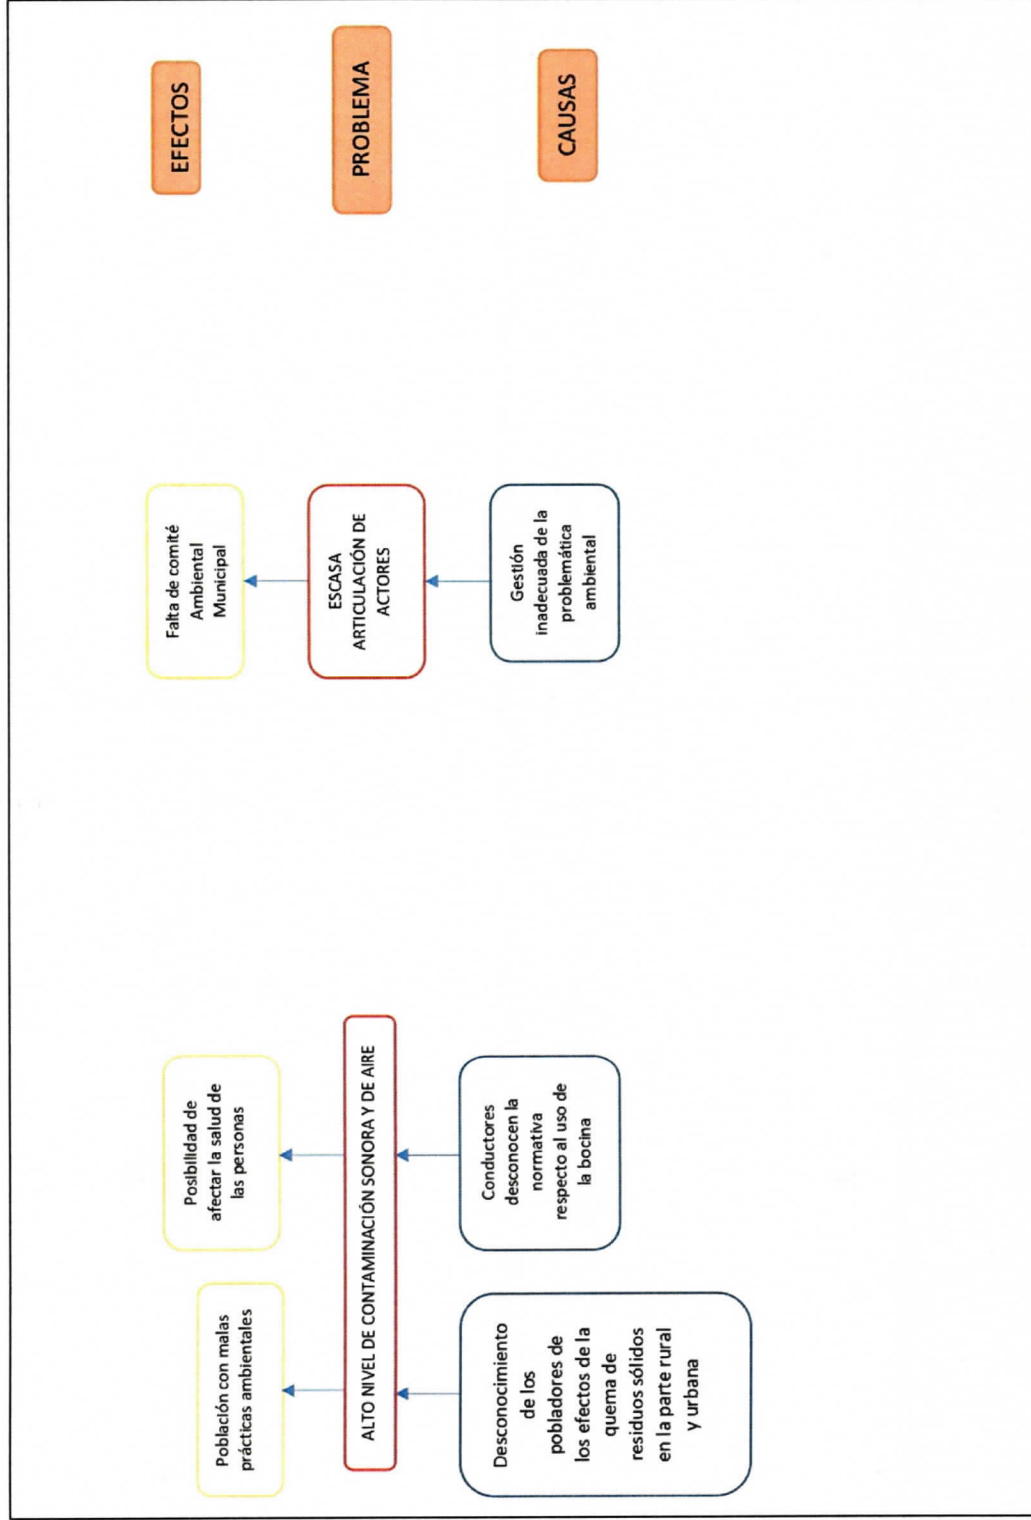 Población con malas
prácticas ambientales
Posibilidad de
afectar la salud de
las personas
Falta de comité
Ambiental
Municipal
EFECTOS
ALTO NIVEL DE CONTAMINACIÓN SONORA Y DE AIRE
ESCASA
ARTICULACIÓN DE
ACTORES
PROBLEMA
Desconocimiento
de los
pobladores de
los efectos de la
quema de
residuos sólidos
en la parte rural
y urbana
Conductores
desconocen la
normativa
respecto al uso de
la bocina
Gestión
inadecuada de la
problemática
ambiental
CAUSAS